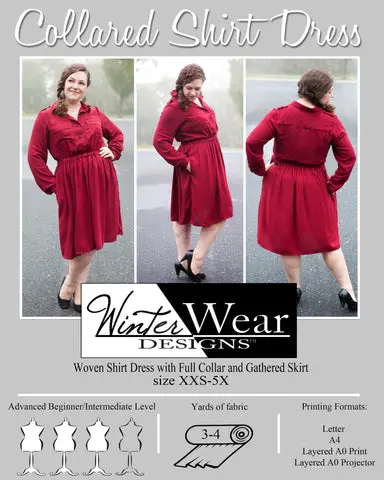 Collared Shirt Dress
Winter Wear
DESIGNS™
Woven Shirt Dress with Full Collar and Gathered Skirt
size XXS-5X
Advanced Beginner/Intermediate Level
Yards of fabric
Printing Formats:
3-4
Letter
A4
Layered A0 Print
Layered A0 Projector